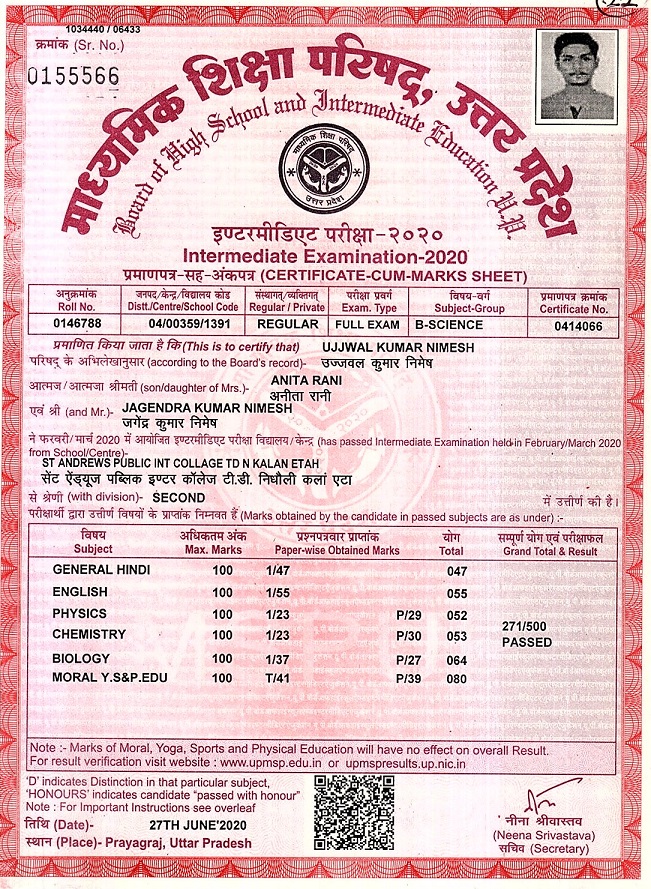 1034440 / 06433
क्रमांक (Sr. No.)
0155566
माध्यमिक शिक्षा परिषद्, उत्तर प्रदेश
Board of High School and Intermediate Education U.P.
माध्यमिक शिक्षा परिषद्
उत्तर प्रदेश
इण्टरमीडिएट परीक्षा-२०२०
Intermediate Examination-2020
प्रमाणपत्र-सह-अंकपत्र (CERTIFICATE-CUM-MARKS SHEET)
अनुक्रमांक जनपद/केन्द्र/विद्यालय कोड संस्थागत/व्यक्तिगत परीक्षा प्रवर्ग विषय-वर्ग प्रमाणपत्र क्रमांक
Roll No. Distt./Centre/School Code Regular / Private Exam. Type Subject-Group Certificate No.
0146788 04/00359/1391 REGULAR FULL EXAM B-SCIENCE 0414066
प्रमाणित किया जाता है कि (This is to certify that) UJJWAL KUMAR NIMESH
परिषद् के अभिलेखानुसार (according to the Board's record)- उज्जवल कुमार निमेष
आत्मज/आत्मजा श्रीमती (son/daughter of Mrs.)- ANITA RANI
अनीता रानी
एवं श्री (and Mr.)- JAGENDRA KUMAR NIMESH
जगेंद्र कुमार निमेष
ने फरवरी/मार्च 2020 में आयोजित इण्टरमीडिएट परीक्षा विद्यालय/केन्द्र (has passed Intermediate Examination held in February/March 2020
from School/Centre)-
ST ANDREWS PUBLIC INT COLLAGE TD N KALAN ETAH
सेंट ऐंड्यूज पब्लिक इण्टर कॉलेज टी.डी. निधौली कलां एटा
से श्रेणी (with division)- SECOND में उत्तीर्ण की है।
परीक्षार्थी द्वारा उत्तीर्ण विषयों के प्राप्तांक निम्नवत हैं (Marks obtained by the candidate in passed subjects are as under) :-
विषय अधिकतम अंक प्रश्नपत्रवार प्राप्तांक योग सम्पूर्ण योग एवं परीक्षाफल
Subject Max. Marks Paper-wise Obtained Marks Total Grand Total & Result
GENERAL HINDI 100 1/47 047
ENGLISH 100 1/55 055
PHYSICS 100 1/23 P/29 052
271/500
CHEMISTRY 100 1/23 P/30 053
PASSED
BIOLOGY 100 1/37 P/27 064
MORAL Y.S&P.EDU 100 T/41 P/39 080
Note :- Marks of Moral, Yoga, Sports and Physical Education will have no effect on overall Result.
For result verification visit website : www.upmsp.edu.in or upmspresults.up.nic.in
'D' indicates Distinction in that particular subject,
'HONOURS' indicates candidate "passed with honour"
Note : For Important Instructions see overleaf
तिथि (Date)- 27TH JUNE'2020
स्थान (Place)- Prayagraj, Uttar Pradesh
नीना श्रीवास्तव
(Neena Srivastava)
सचिव (Secretary)